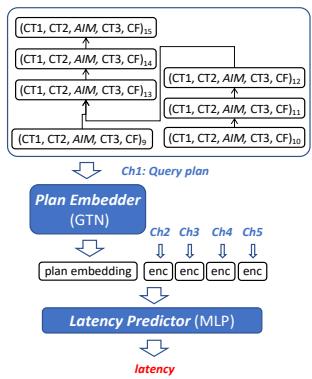 (CT1, CT2, AIM, CT3, CF)15
(CT1, CT2, AIM, CT3, CF)14
(CT1, CT2, AIM, CT3, CF)12
(CT1, CT2, AIM, CT3, CF)13
(CT1, CT2, AIM, CT3, CF)11
(CT1, CT2, AIM, CT3, CF)9
(CT1, CT2, AIM, CT3, CF)10
Ch1: Query plan
Plan Embedder
(GTN)
Ch2 Ch3 Ch4 Ch5
plan embedding enc enc enc enc
Latency Predictor (MLP)
latency